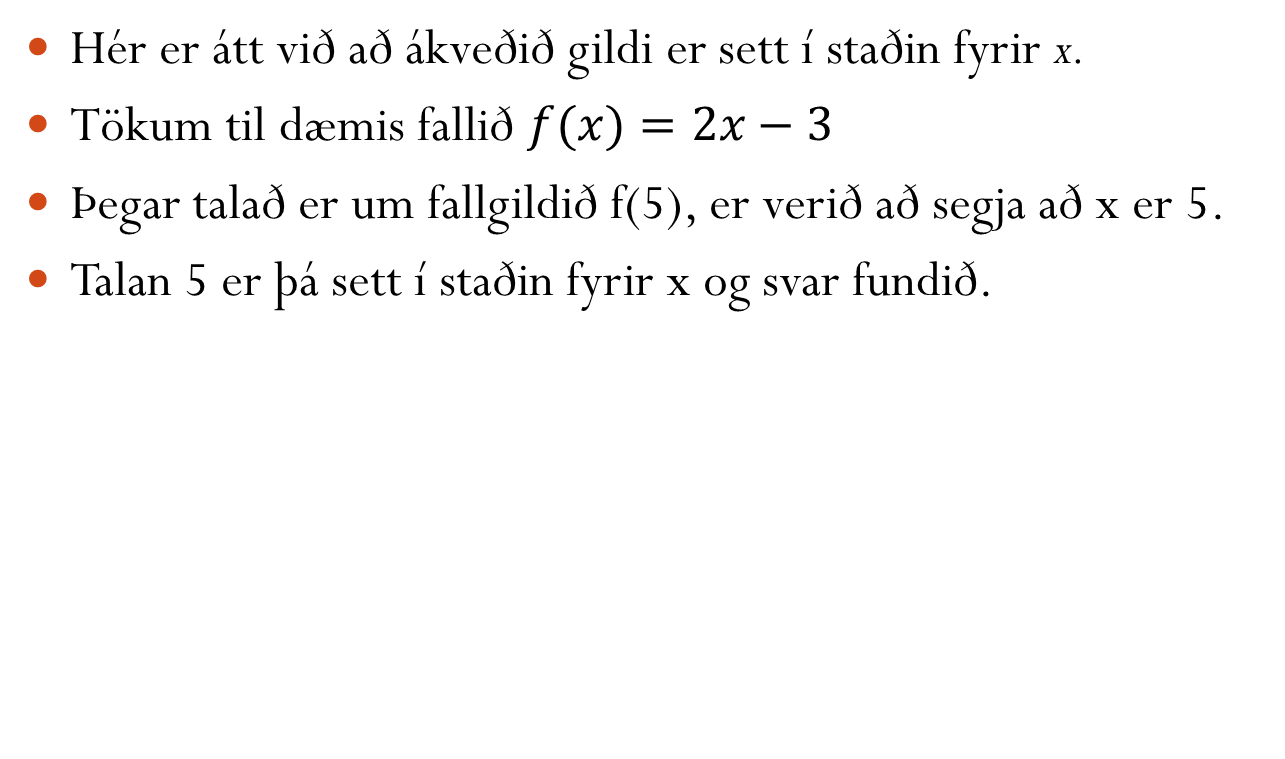 • Hér er átt við að ákveðið gildi er sett í staðin fyrir x.
• Tökum til dæmis fallið f(x) = 2x − 3
• Þegar talað er um fallgildið f(5), er verið að segja að x er 5.
• Talan 5 er þá sett í staðin fyrir x og svar fundið.